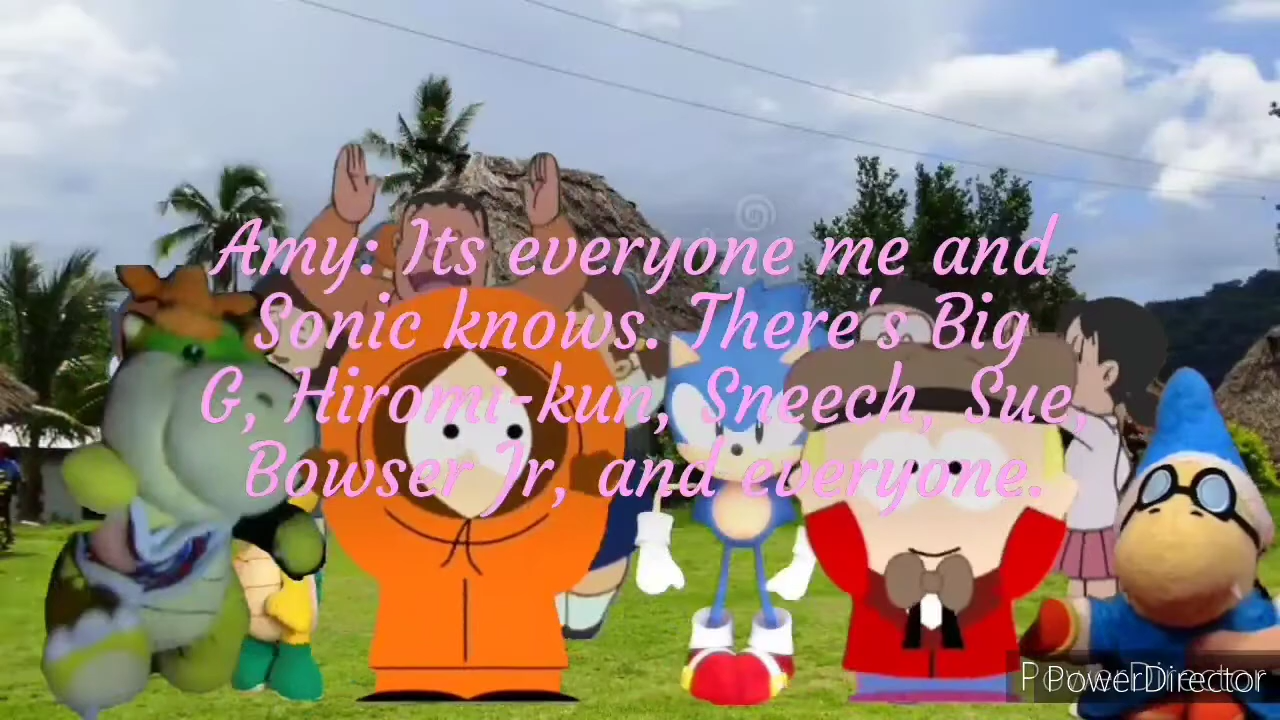 Amy: Its everyone me and
Sonic knows. There's Big
G, Hiromi-kun, Sneech, Sue,
Bowser Jr, and everyone.
PowerDirector